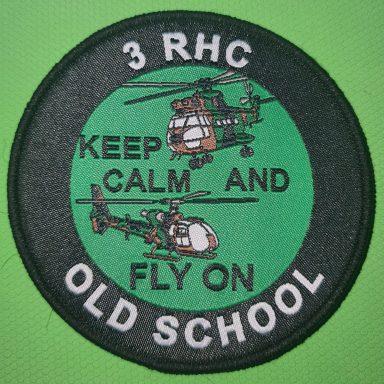 3 RHC
KEEP
CALM AND
FLY ON
OLD SCHOOL